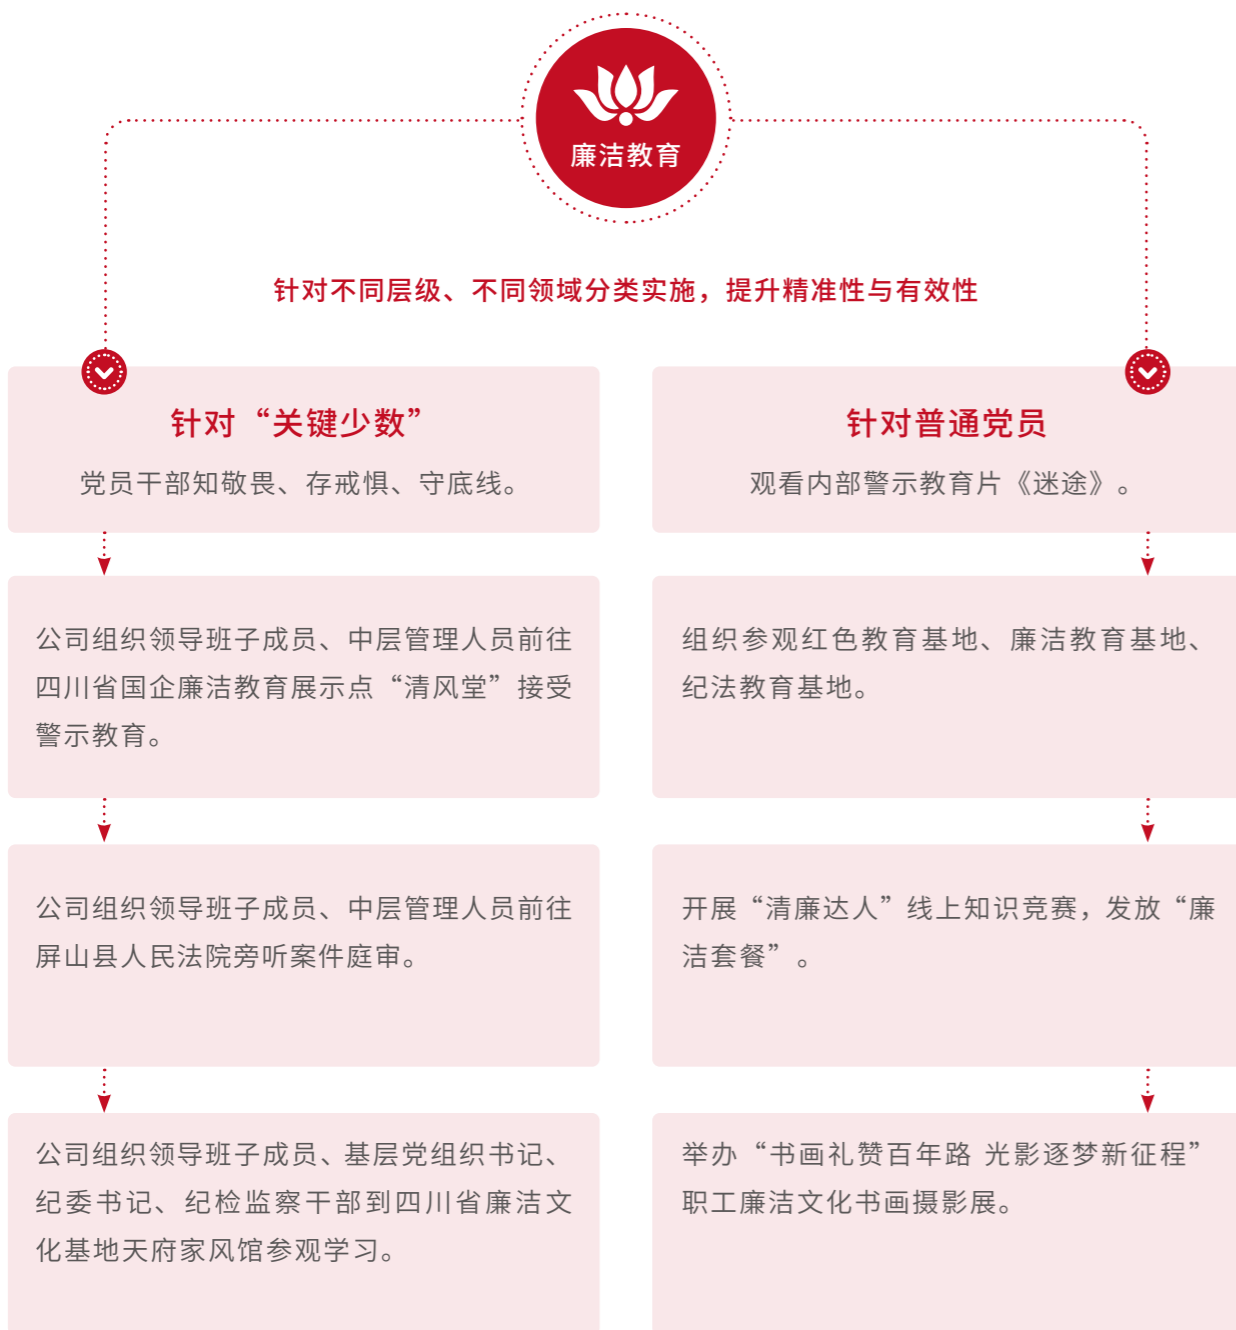 廉洁教育
针对不同层级、不同领域分类实施，提升精准性与有效性
针对“关键少数”
党员干部知敬畏、存戒惧、守底线。
公司组织领导班子成员、中层管理人员前往
四川省国企廉洁教育展示点“清风堂”接受
警示教育。
公司组织领导班子成员、中层管理人员前往
屏山县人民法院旁听案件庭审。
公司组织领导班子成员、基层党组织书记、
纪委书记、纪检监察干部到四川省廉洁文
化基地天府家风馆参观学习。
针对普通党员
观看内部警示教育片《迷途》。
组织参观红色教育基地、廉洁教育基地、
纪法教育基地。
开展“清廉达人”线上知识竞赛，发放“廉
洁套餐”。
举办“书画礼赞百年路 光影逐梦新征程”
职工廉洁文化书画摄影展。